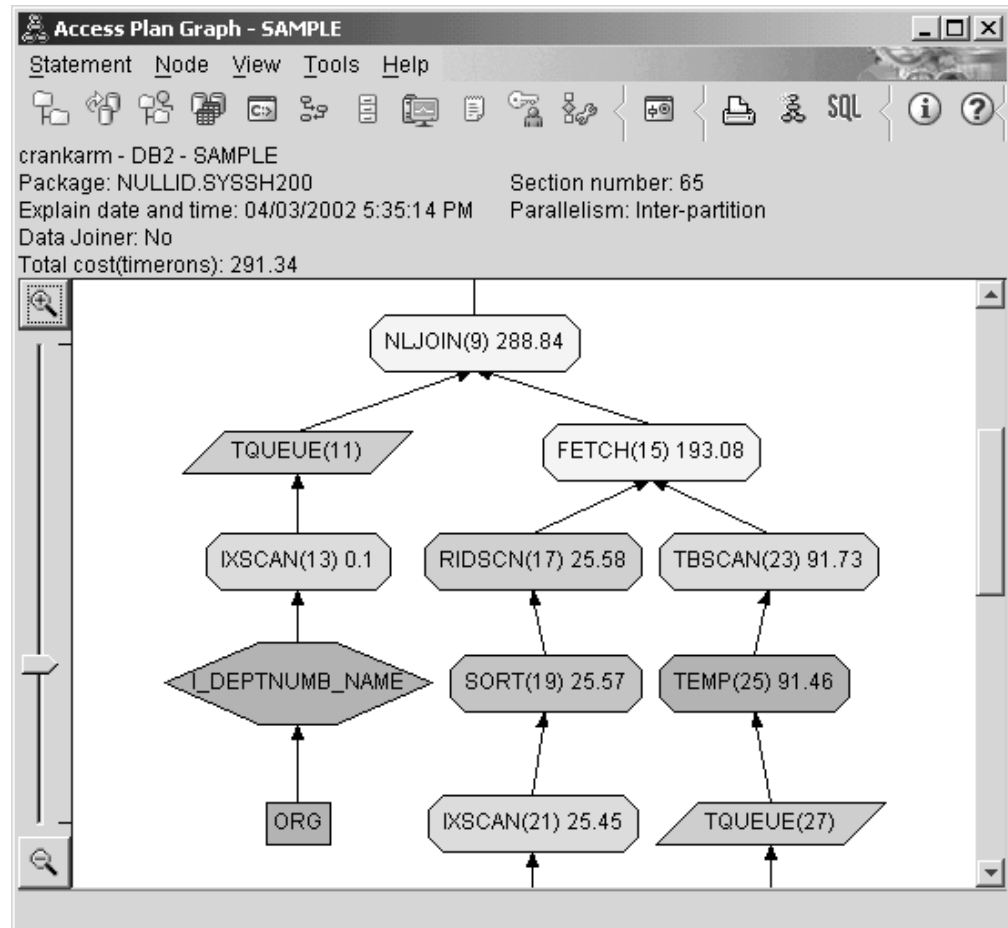 Access Plan Graph - SAMPLE
Statement Node View Tools Help
C:> SQL
crankarm - DB2 - SAMPLE
Package: NULLID.SYSSH200 Section number: 65
Explain date and time: 04/03/2002 5:35:14 PM Parallelism: Inter-partition
Data Joiner: No
Total cost(timerons): 291.34
NLJOIN(9) 288.84
TQUEUE(11) FETCH(15) 193.08
IXSCAN(13) 0.1 RIDSCN(17) 25.58 TBSCAN(23) 91.73
I_DEPTNUMB_NAME SORT(19) 25.57 TEMP(25) 91.46
ORG IXSCAN(21) 25.45 TQUEUE(27)